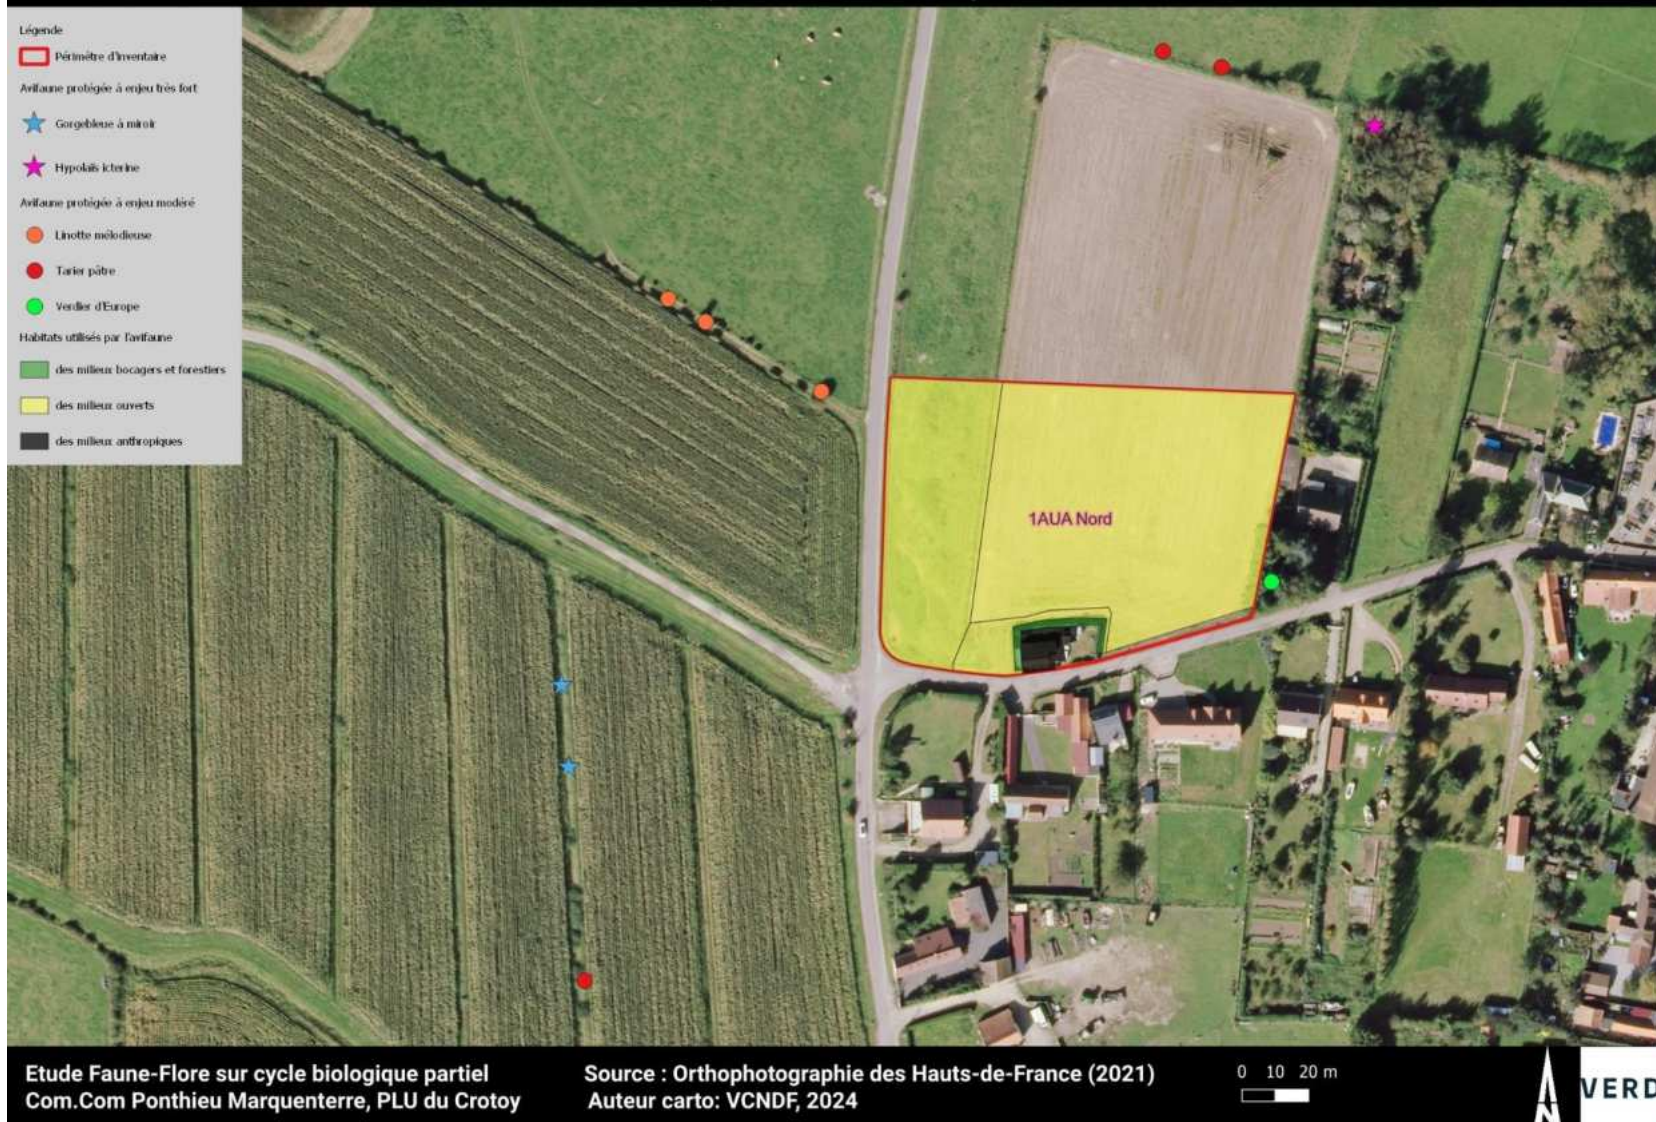 Légende
Périmètre d'inventaire
Avifaune protégée à enjeu très fort
Gorgebleue à miroir
Hypolaïs icterine
Avifaune protégée à enjeu modéré
Linotte mélodieuse
Tarier pâtre
Verdier d'Europe
Habitats utilisés par l'avifaune
des milieux bocagers et forestiers
des milieux ouverts
des milieux anthropiques
1AUA Nord
Etude Faune-Flore sur cycle biologique partiel
Com.Com Ponthieu Marquenterre, PLU du Crotoy
Source : Orthophotographie des Hauts-de-France (2021)
Auteur carto: VCNDF, 2024
0 10 20 m
N
VERD